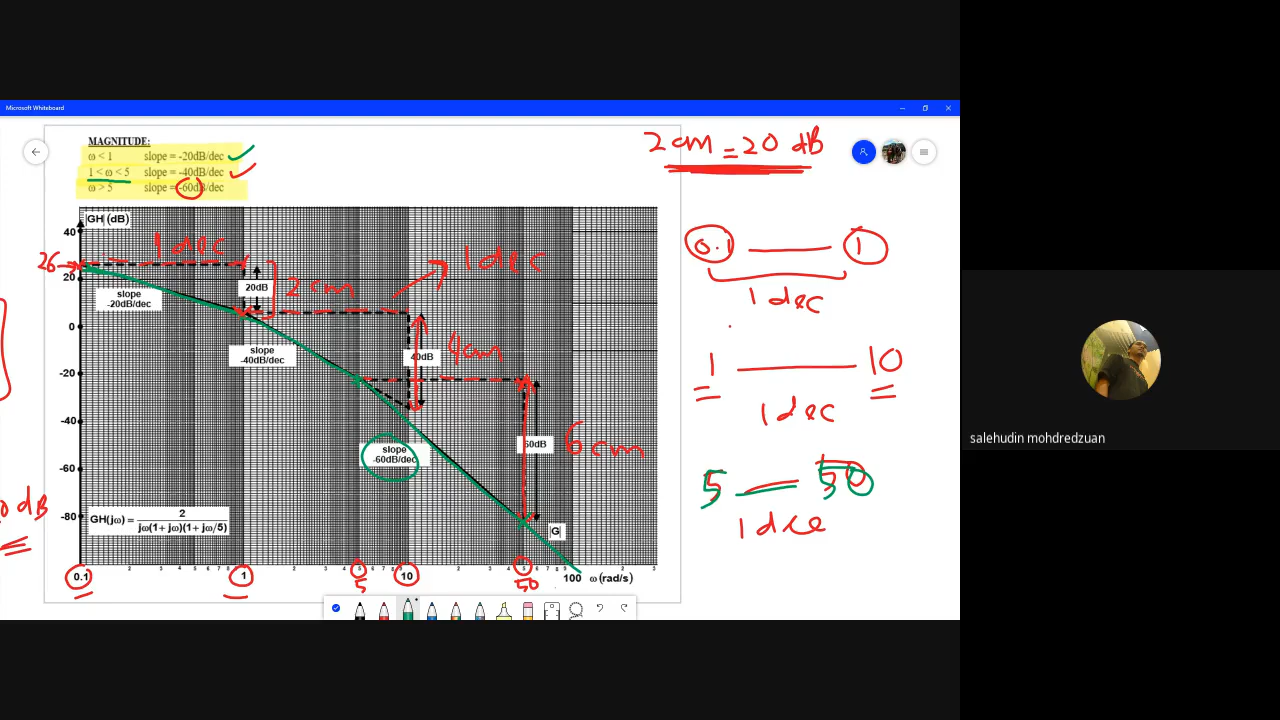 Microsoft Whiteboard
MAGNITUDE:
ω < 1 slope = -20dB/dec
1 < ω < 5 slope = -40dB/dec
ω > 5 slope = -60dB/dec
2 cm = 20 dB
|GH| (dB)
40
20
0
-20
-40
-60
-80
26
1 dec
20dB
2 cm
1 dec
slope
-20dB/dec
slope
-40dB/dec
40dB
4cm
slope
-60dB/dec
60dB
6 cm
GH(jω) = 2
jω(1+ jω)(1+ jω/5)
|G|
0.1 1 5 10 50 100 ω (rad/s)
0.1 1
1 dec
1 10
1 dec
5 50
1 dec
0 dB
salehudin mohdredzuan